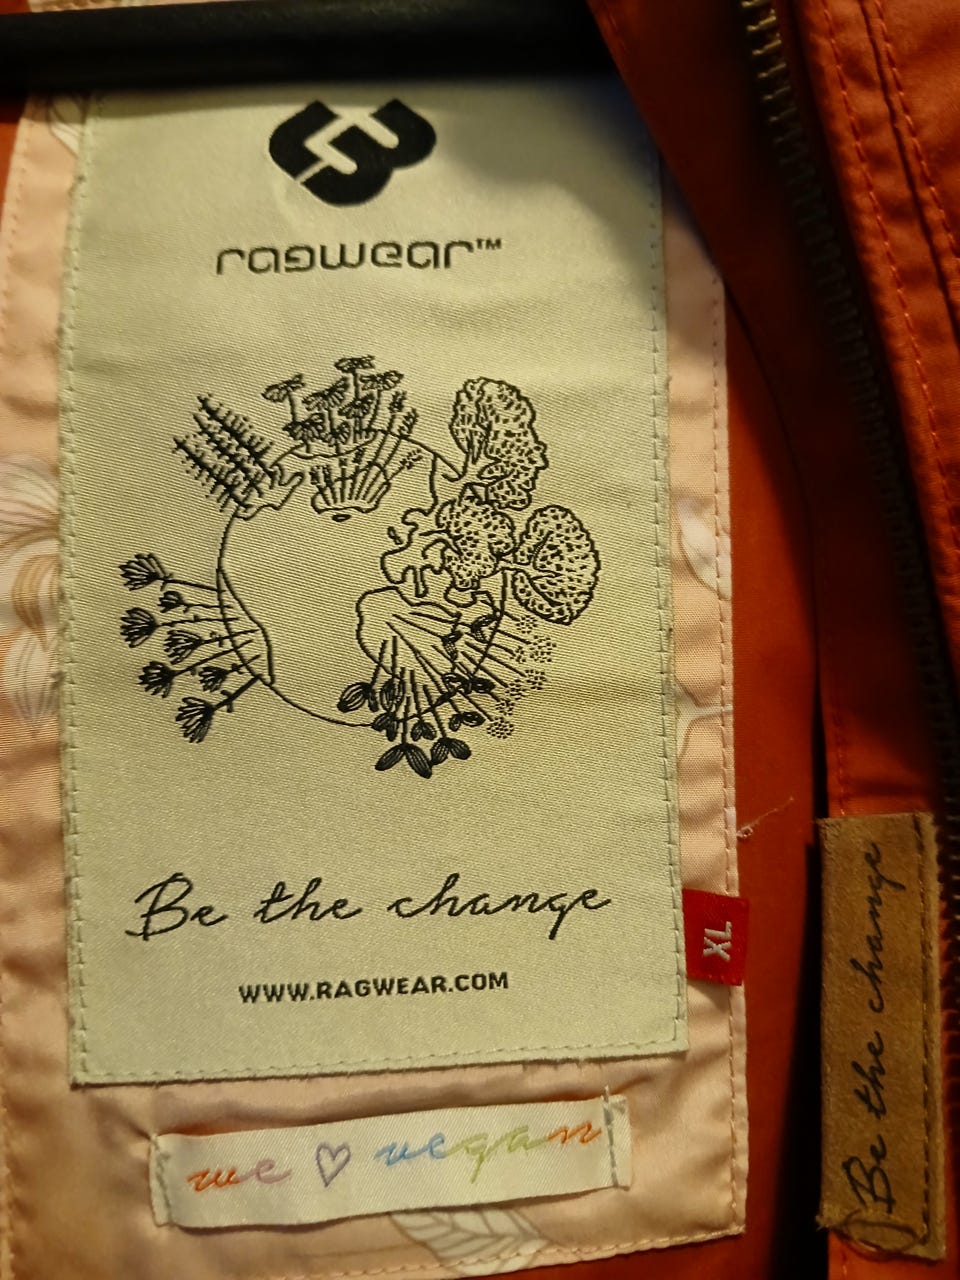 ragwear™
Be the change
WWW.RAGWEAR.COM
XL
we ♡ vegan
Be the change